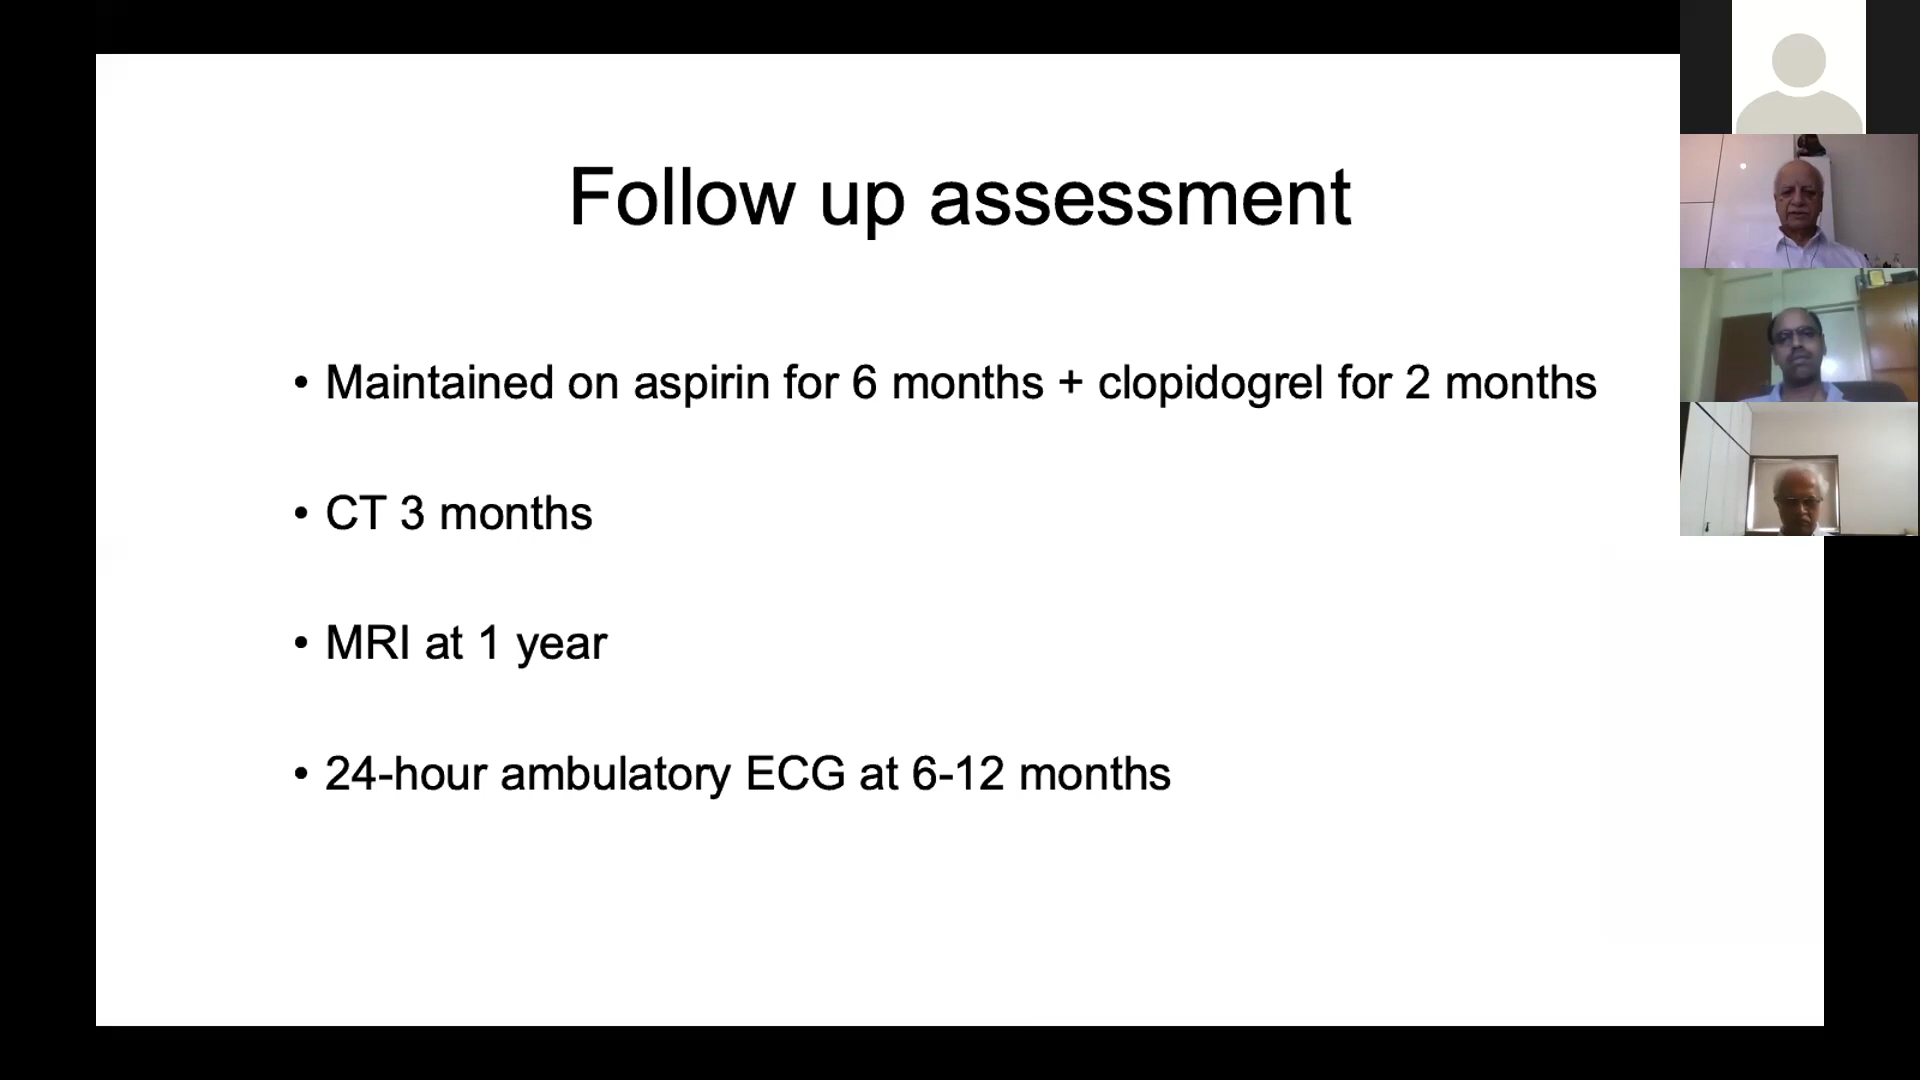 Follow up assessment
• Maintained on aspirin for 6 months + clopidogrel for 2 months
• CT 3 months
• MRI at 1 year
• 24-hour ambulatory ECG at 6-12 months